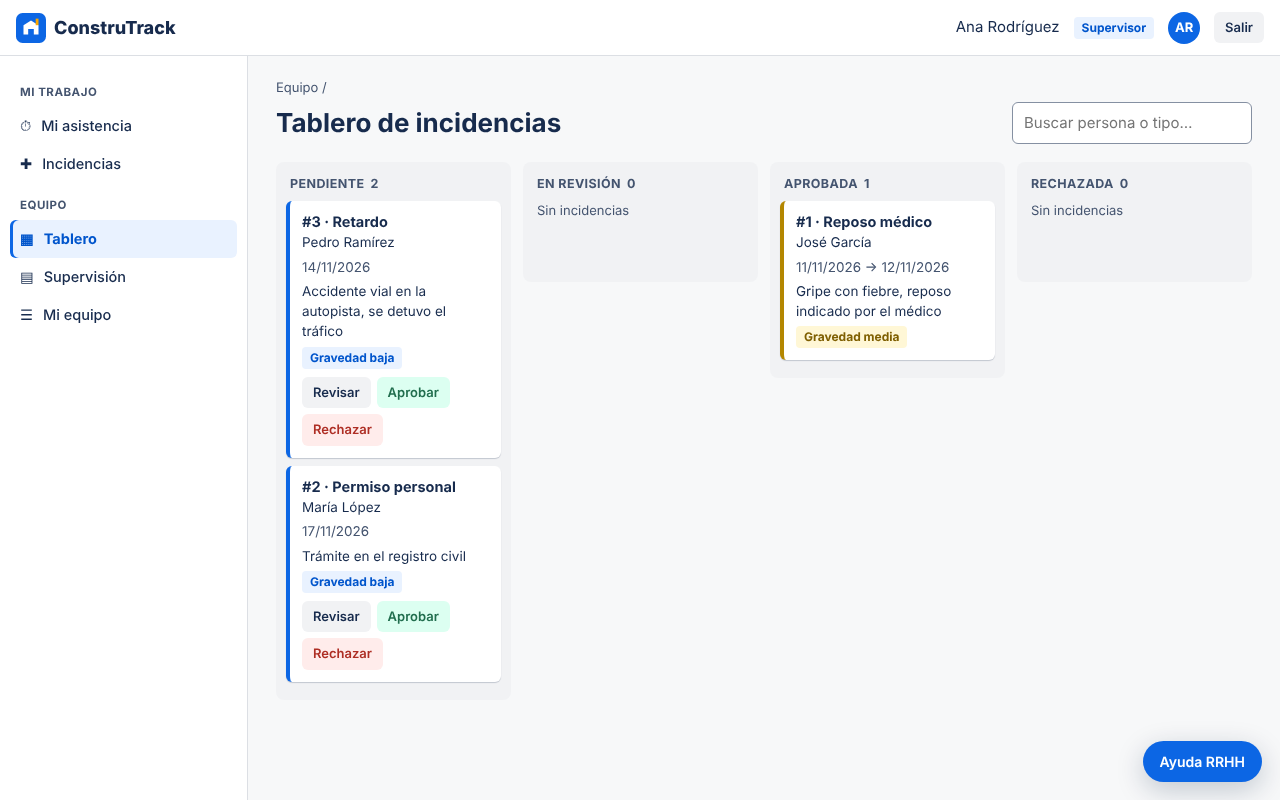 ConstruTrack
Ana Rodríguez
Supervisor
AR
Salir
MI TRABAJO
Mi asistencia
Incidencias
EQUIPO
Tablero
Supervisión
Mi equipo
Equipo /
Tablero de incidencias
Buscar persona o tipo...
PENDIENTE 2
#3 · Retardo
Pedro Ramírez
14/11/2026
Accidente vial en la
autopista, se detuvo el
tráfico
Gravedad baja
Revisar
Aprobar
Rechazar
#2 · Permiso personal
María López
17/11/2026
Trámite en el registro civil
Gravedad baja
Revisar
Aprobar
Rechazar
EN REVISIÓN 0
Sin incidencias
APROBADA 1
#1 · Reposo médico
José García
11/11/2026 → 12/11/2026
Gripe con fiebre, reposo
indicado por el médico
Gravedad media
RECHAZADA 0
Sin incidencias
Ayuda RRHH